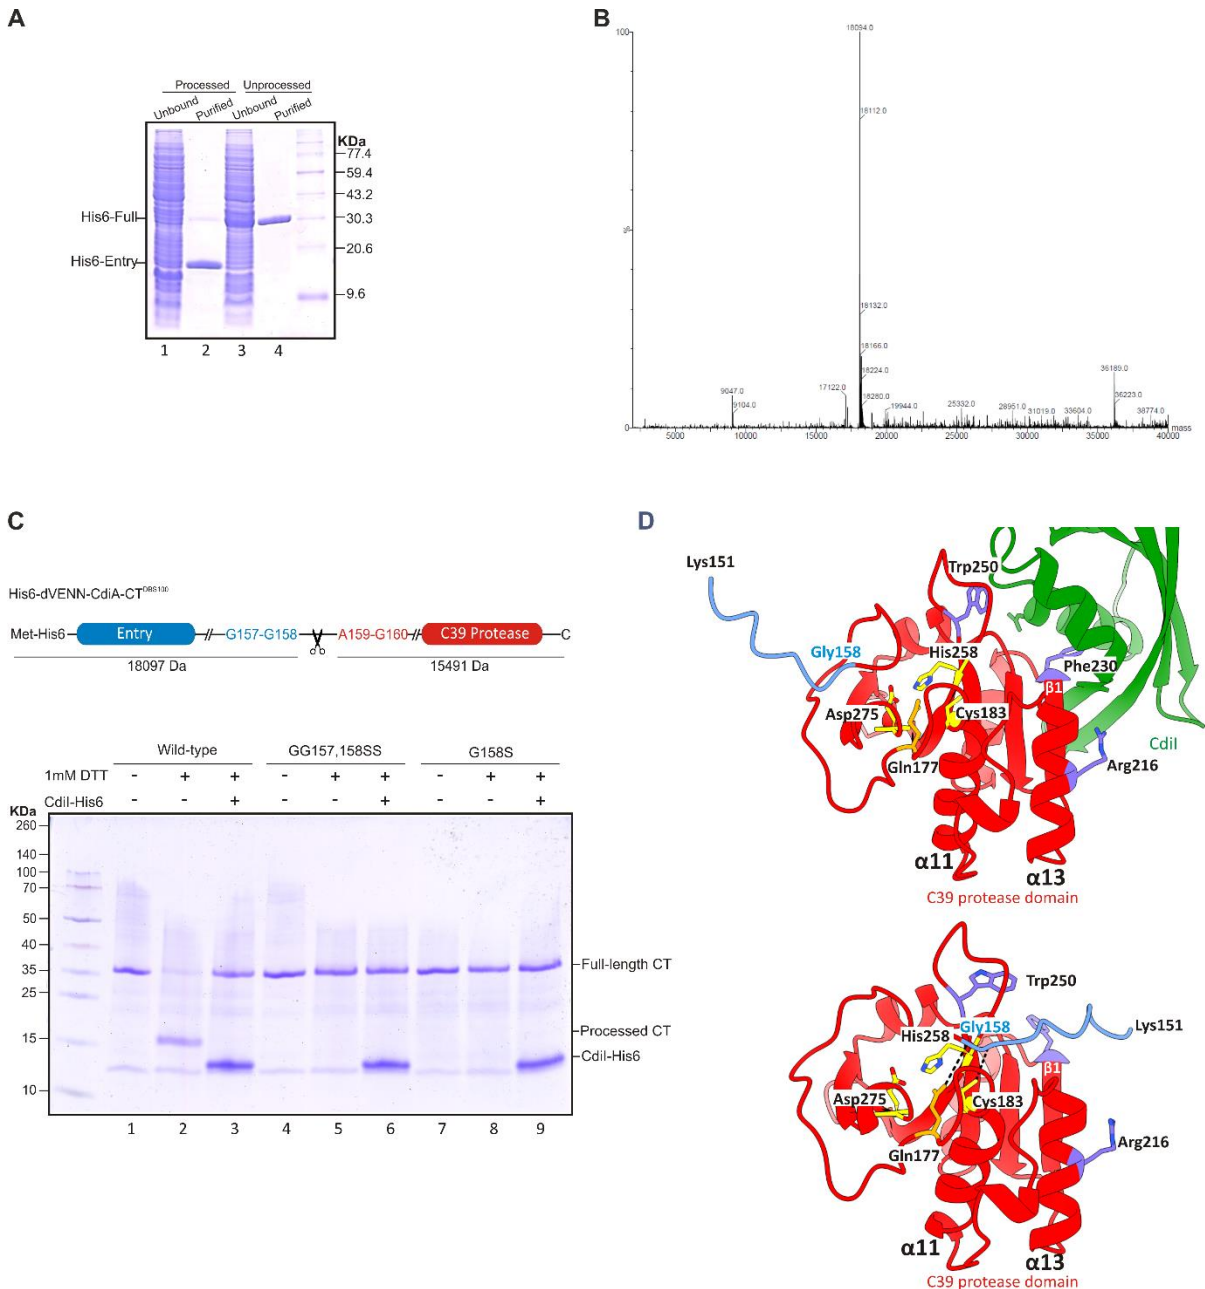 A
Processed Unprocessed
Unbound Purified Unbound Purified
KDa
77.4
59.4
43.2
His6-Full 30.3
20.6
His6-Entry
9.6
1 2 3 4
B
100
18094.0
18112.0
18132.0
18166.0
18224.0
18280.0
9047.0
9104.0
17122.0
19944.0
25332.0
28951.0
31019.0
33604.0
36189.0
36223.0
38774.0
0
5000 10000 15000 20000 25000 30000 35000 40000 mass
C
His6-dVENN-CdiA-CT^DBS100
Met-His6 Entry // G157-G158 A159-G160 // C39 Protease C
18097 Da 15491 Da
Wild-type GG157,158SS G158S
1mM DTT - + + - + + - + +
CdiI-His6 - - + - - + - - +
KDa
260
140
100
70
50
40
35 Full-length CT
25
15 Processed CT
CdiI-His6
10
1 2 3 4 5 6 7 8 9
D
Lys151
Trp250
Gly158
His258
Phe230
β1
Asp275
Cys183
CdiI
Gln177
Arg216
α11
α13
C39 protease domain
Trp250
His258
Gly158
Lys151
β1
Asp275
Cys183
Arg216
Gln177
α11
α13
C39 protease domain